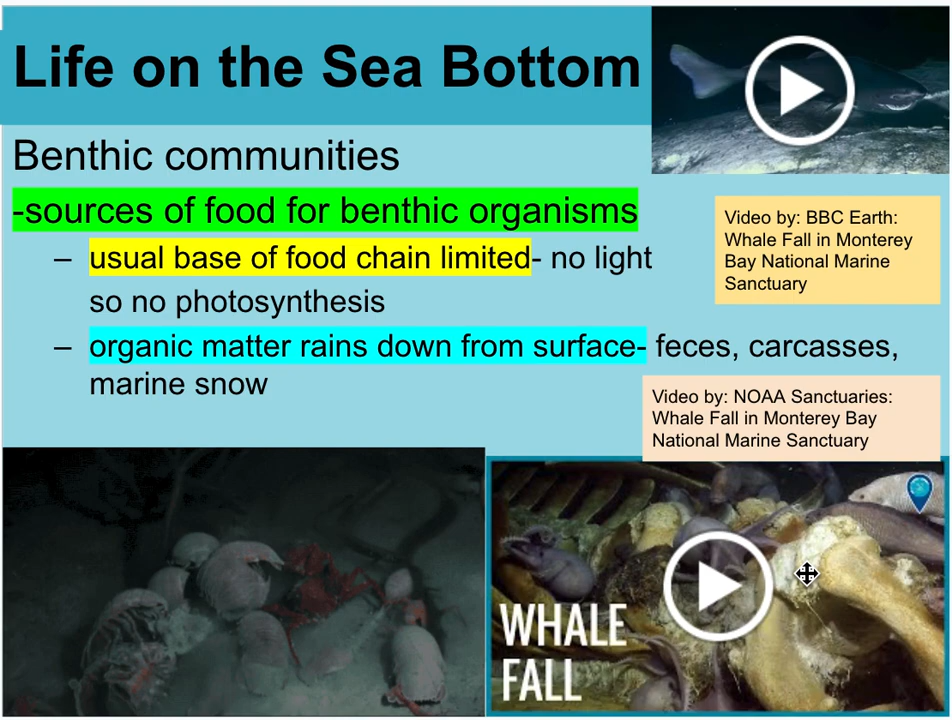 Life on the Sea Bottom
Benthic communities
-sources of food for benthic organisms
– usual base of food chain limited- no light
so no photosynthesis
– organic matter rains down from surface- feces, carcasses,
marine snow
Video by: BBC Earth:
Whale Fall in Monterey
Bay National Marine
Sanctuary
Video by: NOAA Sanctuaries:
Whale Fall in Monterey Bay
National Marine Sanctuary
WHALE
FALL